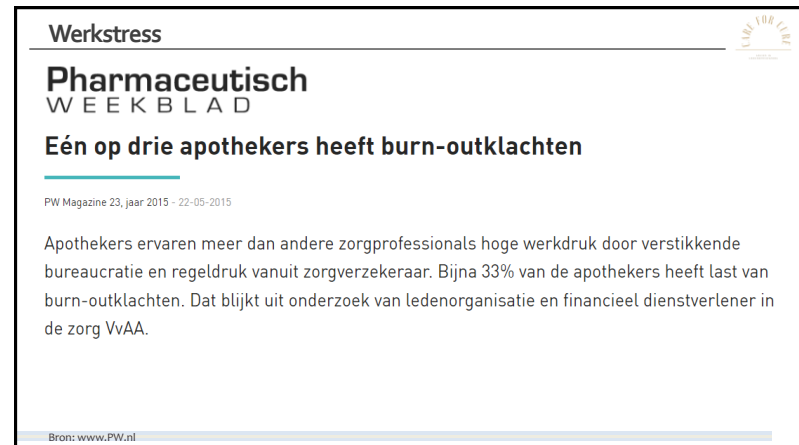 Werkstress
CARE FOR CURE
Pharmaceutisch
WEEKBLAD
Eén op drie apothekers heeft burn-outklachten
PW Magazine 23, jaar 2015 - 22-05-2015
Apothekers ervaren meer dan andere zorgprofessionals hoge werkdruk door verstikkende
bureaucratie en regeldruk vanuit zorgverzekeraar. Bijna 33% van de apothekers heeft last van
burn-outklachten. Dat blijkt uit onderzoek van ledenorganisatie en financieel dienstverlener in
de zorg VvAA.
Bron: www.PW.nl